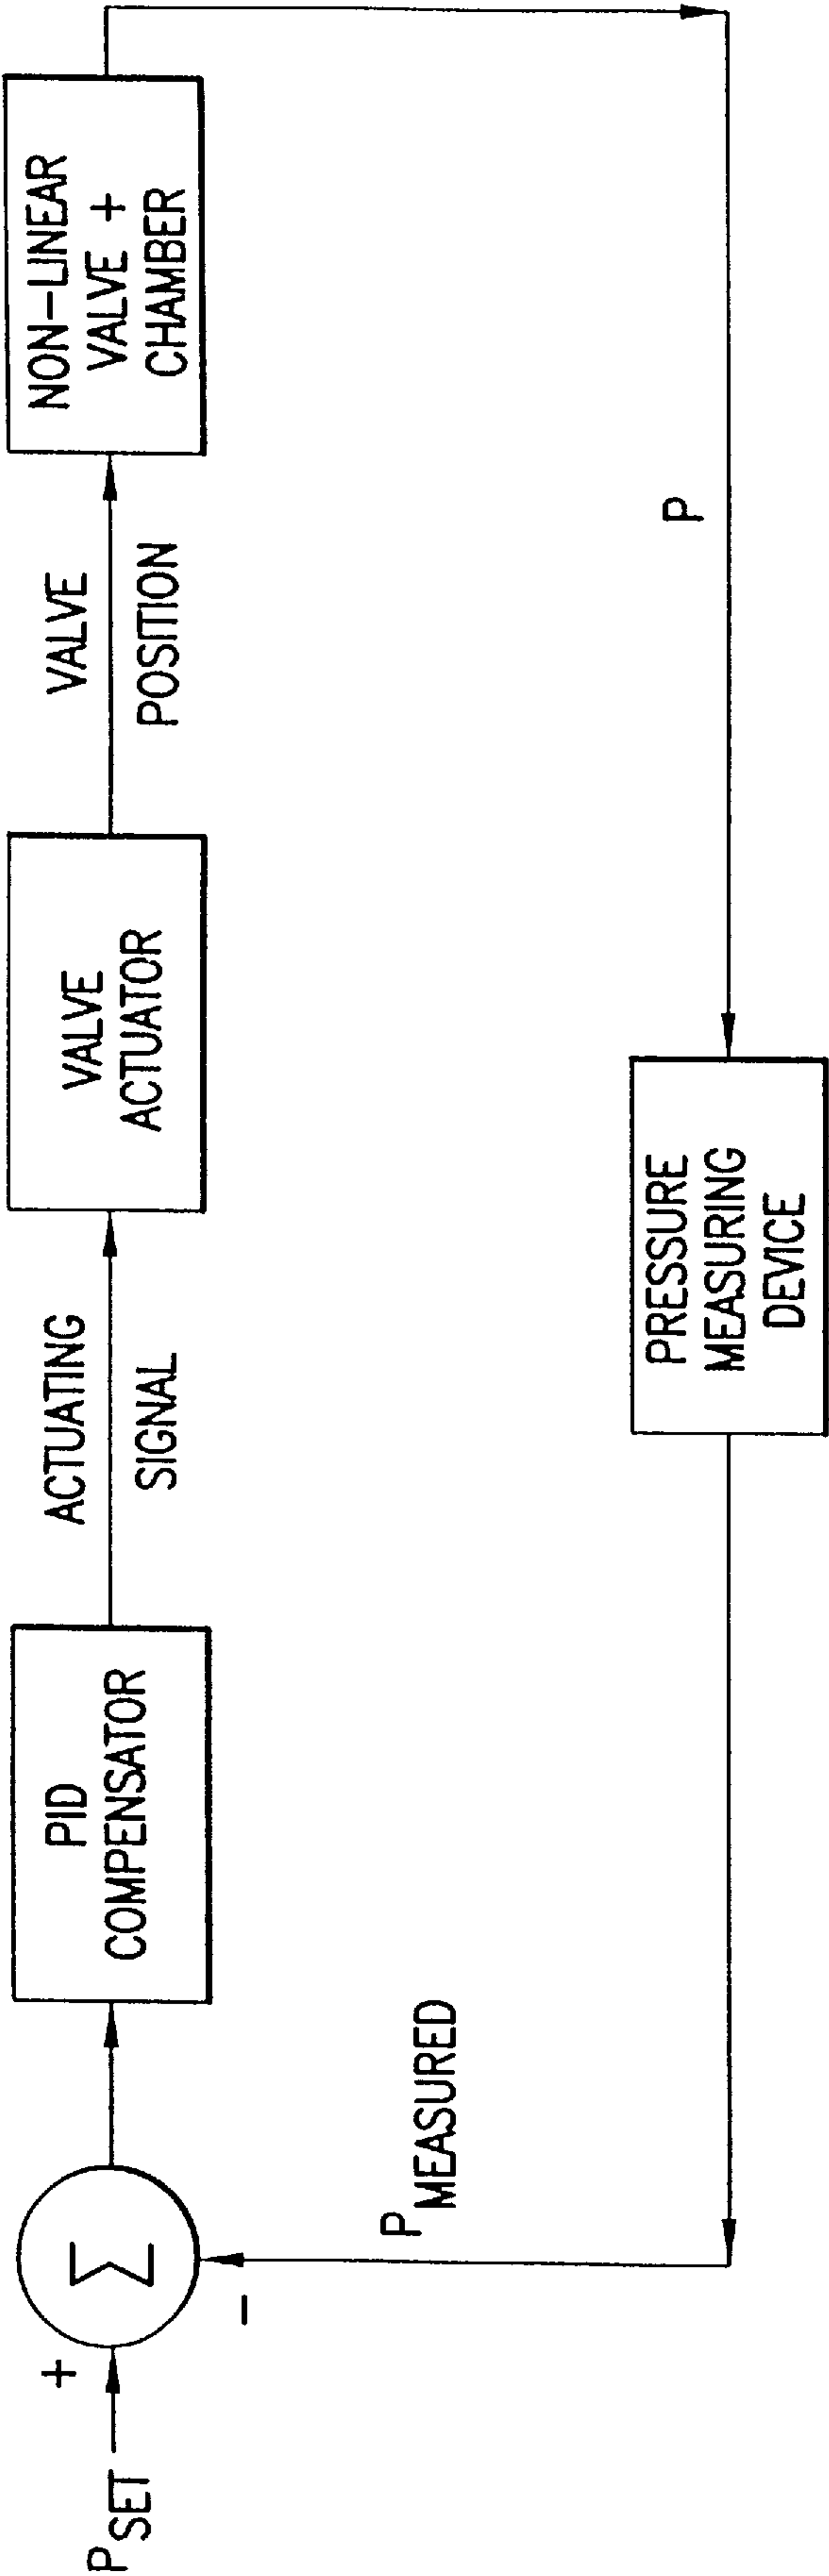 P SET
+
−
Σ
PID
COMPENSATOR
ACTUATING
SIGNAL
VALVE
ACTUATOR
VALVE
POSITION
NON-LINEAR
VALVE +
CHAMBER
P
PRESSURE
MEASURING
DEVICE
P MEASURED